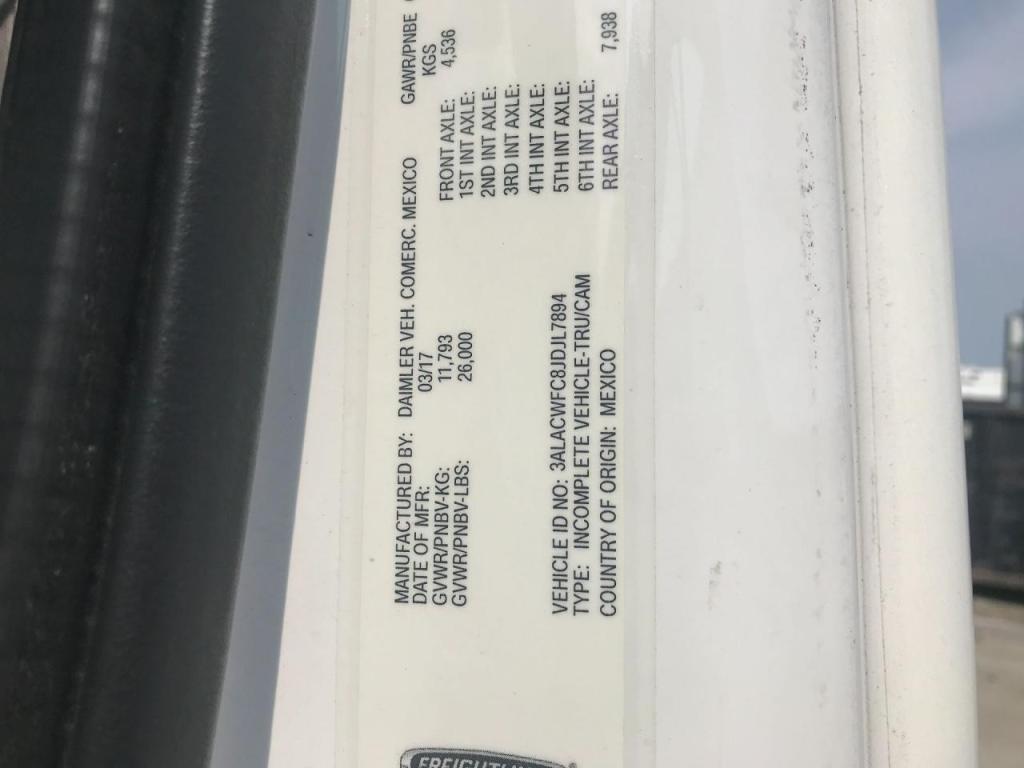 FREIGHTLI
MANUFACTURED BY: DAIMLER VEH. COMERC. MEXICO
DATE OF MFR: 03/17
GVWR/PNBV-KG: 11,793
GVWR/PNBV-LBS: 26,000
GAWR/PNBE
KGS
FRONT AXLE: 4,536
1ST INT AXLE:
2ND INT AXLE:
3RD INT AXLE:
4TH INT AXLE:
5TH INT AXLE:
6TH INT AXLE:
REAR AXLE: 7,938
VEHICLE ID NO: 3ALACWFC8JDJL7894
TYPE: INCOMPLETE VEHICLE-TRU/CAM
COUNTRY OF ORIGIN: MEXICO